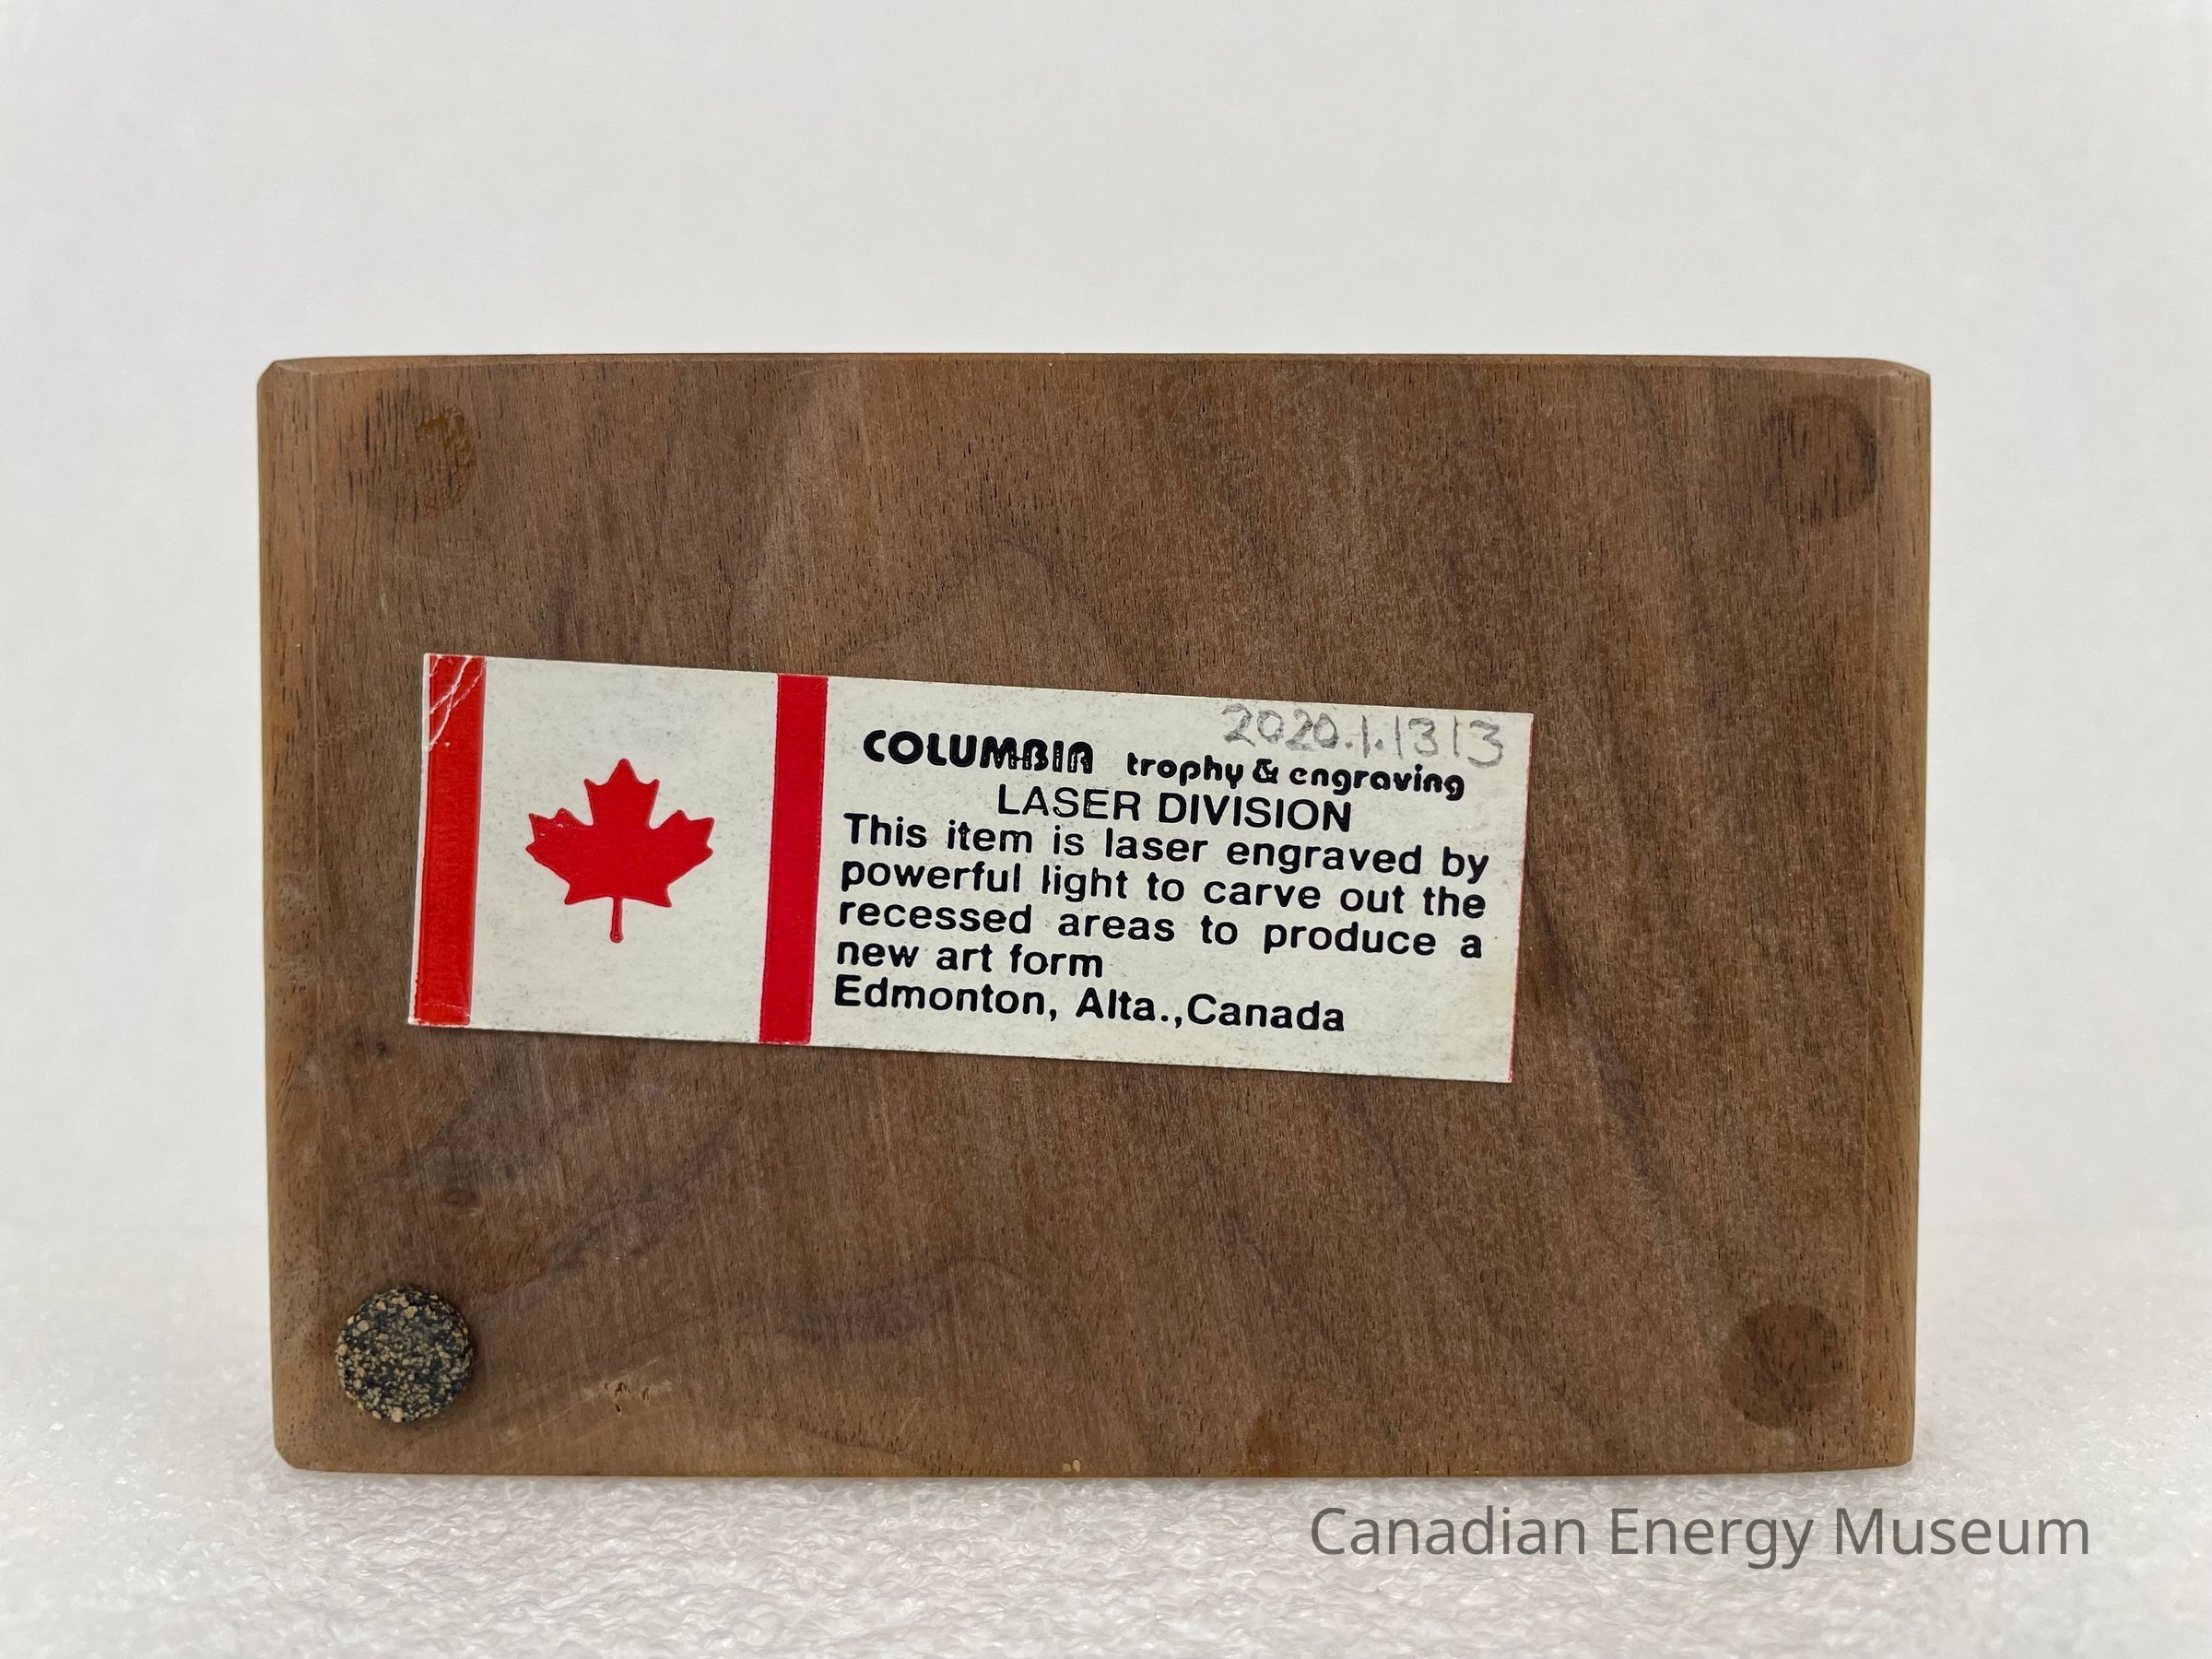 2020.1.1313
COLUMBIA trophy & engraving
LASER DIVISION
This item is laser engraved by
powerful light to carve out the
recessed areas to produce a
new art form
Edmonton, Alta.,Canada
Canadian Energy Museum